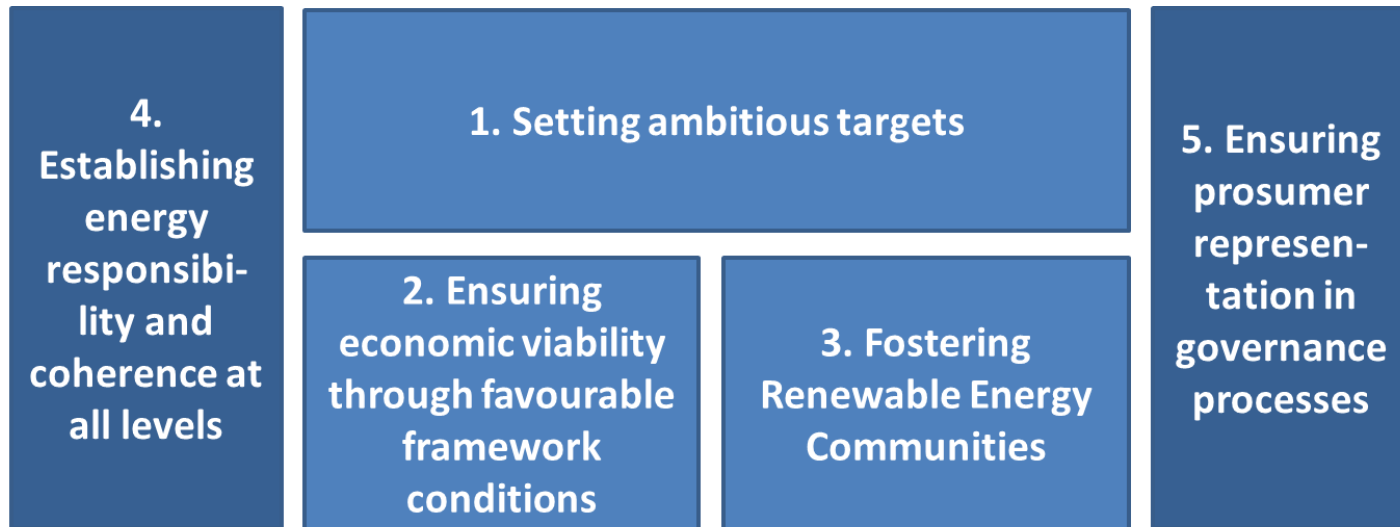 4.
Establishing
energy
responsibi-
lity and
coherence at
all levels
1. Setting ambitious targets
2. Ensuring
economic viability
through favourable
framework
conditions
3. Fostering
Renewable Energy
Communities
5. Ensuring
prosumer
represen-
tation in
governance
processes